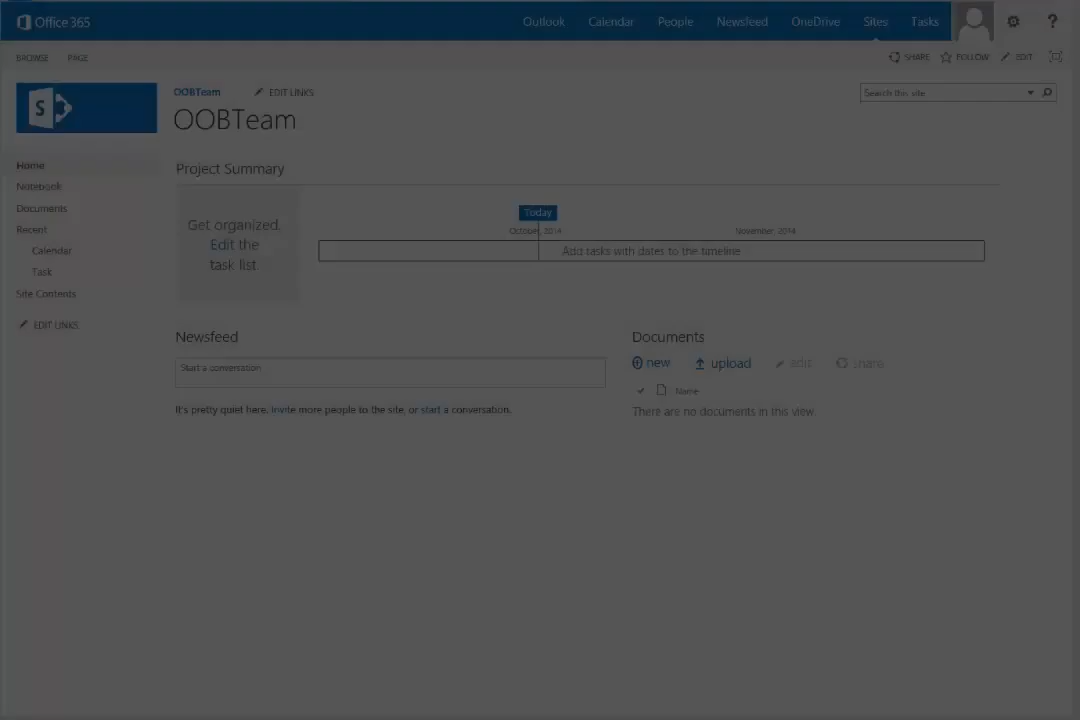 Office 365
Outlook Calendar People Newsfeed OneDrive Sites Tasks ?
BROWSE PAGE
SHARE FOLLOW EDIT
S
OOBTeam EDIT LINKS
Search this site
OOBTeam
Home
Notebook
Documents
Recent
Calendar
Task
Site Contents
EDIT LINKS
Project Summary
Get organized.
Edit the
task list.
Today
October, 2014 November, 2014
Add tasks with dates to the timeline
Newsfeed
Start a conversation
It's pretty quiet here. Invite more people to the site, or start a conversation.
Documents
new upload edit share
Name
There are no documents in this view.